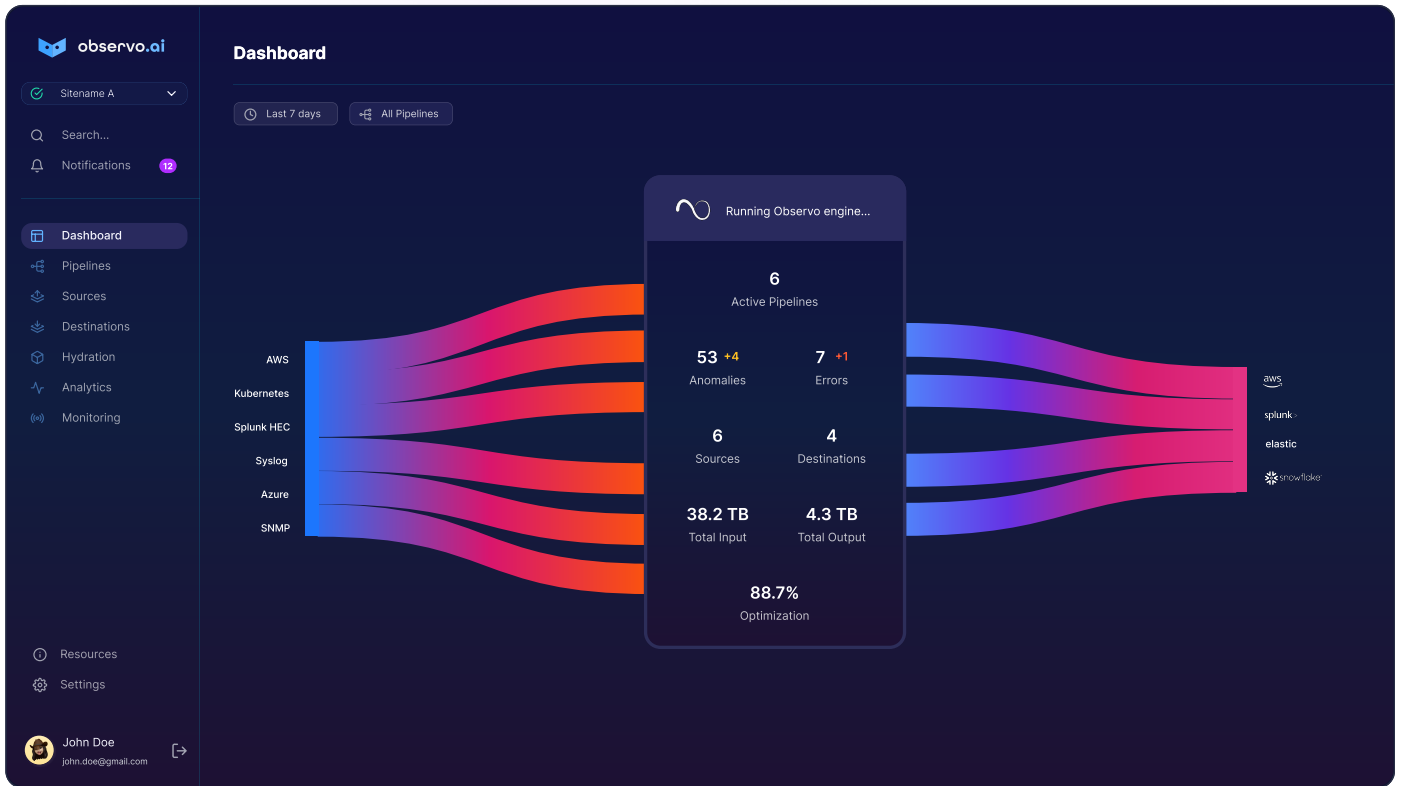 observo.ai
Sitename A
Search...
Notifications 12
Dashboard
Pipelines
Sources
Destinations
Hydration
Analytics
Monitoring
Resources
Settings
John Doe
john.doe@gmail.com
Dashboard
Last 7 days
All Pipelines
AWS
Kubernetes
Splunk HEC
Syslog
Azure
SNMP
Running Observo engine...
6
Active Pipelines
53 +4
Anomalies
7 +1
Errors
6
Sources
4
Destinations
38.2 TB
Total Input
4.3 TB
Total Output
88.7%
Optimization
aws
splunk>
elastic
snowflake